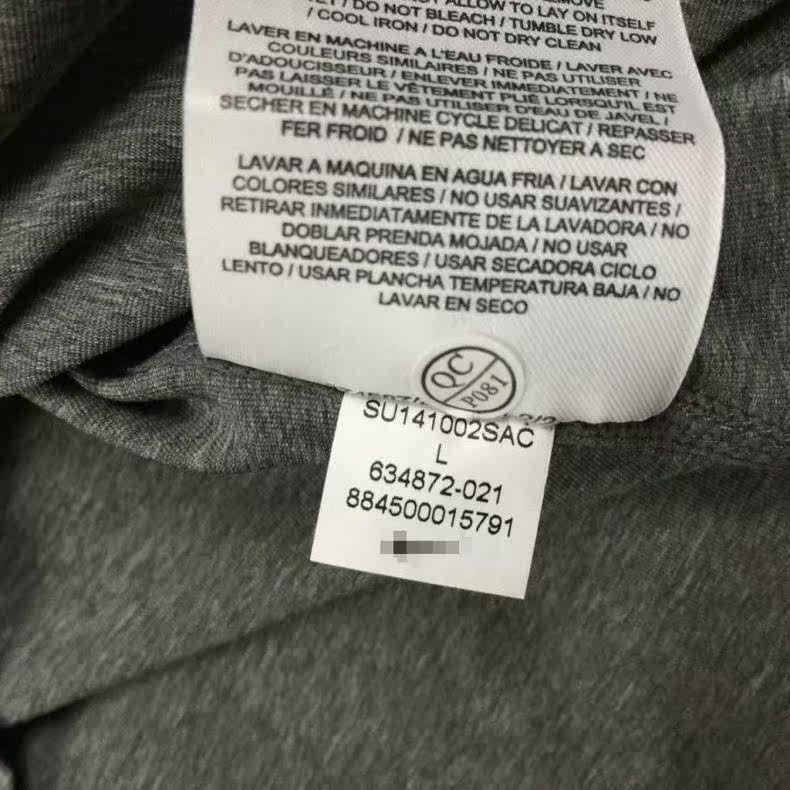 ALLOW TO LAY ON ITSELF
/ DO NOT BLEACH / TUMBLE DRY LOW
/ COOL IRON / DO NOT DRY CLEAN
LAVER EN MACHINE A L'EAU FROIDE / LAVER AVEC
COULEURS SIMILAIRES / NE PAS UTILISER
D'ADOUCISSEUR / ENLEVER IMMEDIATEMENT / NE
PAS LAISSER LE VÊTEMENT PLIÉ LORSQU'IL EST
MOUILLÉ / NE PAS UTILISER D'EAU DE JAVEL /
SECHER EN MACHINE CYCLE DELICAT / REPASSER
FER FROID / NE PAS NETTOYER A SEC
LAVAR A MAQUINA EN AGUA FRIA / LAVAR CON
COLORES SIMILARES / NO USAR SUAVIZANTES /
RETIRAR INMEDIATAMENTE DE LA LAVADORA / NO
DOBLAR PRENDA MOJADA / NO USAR
BLANQUEADORES / USAR SECADORA CICLO
LENTO / USAR PLANCHA TEMPERATURA BAJA / NO
LAVAR EN SECO
QC
P081
SU141002SAC
L
634872-021
884500015791